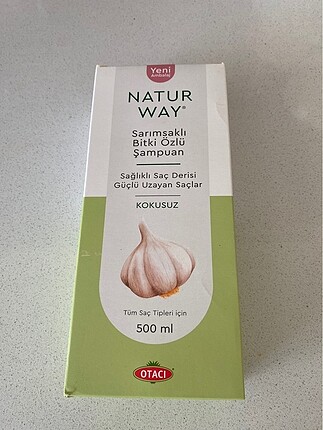 Yeni
Ambalaj
NATUR
WAY®
Sarımsaklı
Bitki Özlü
Şampuan
Sağlıklı Saç Derisi
Güçlü Uzayan Saçlar
KOKUSUZ
Tüm Saç Tipleri için
500 ml
OTACI